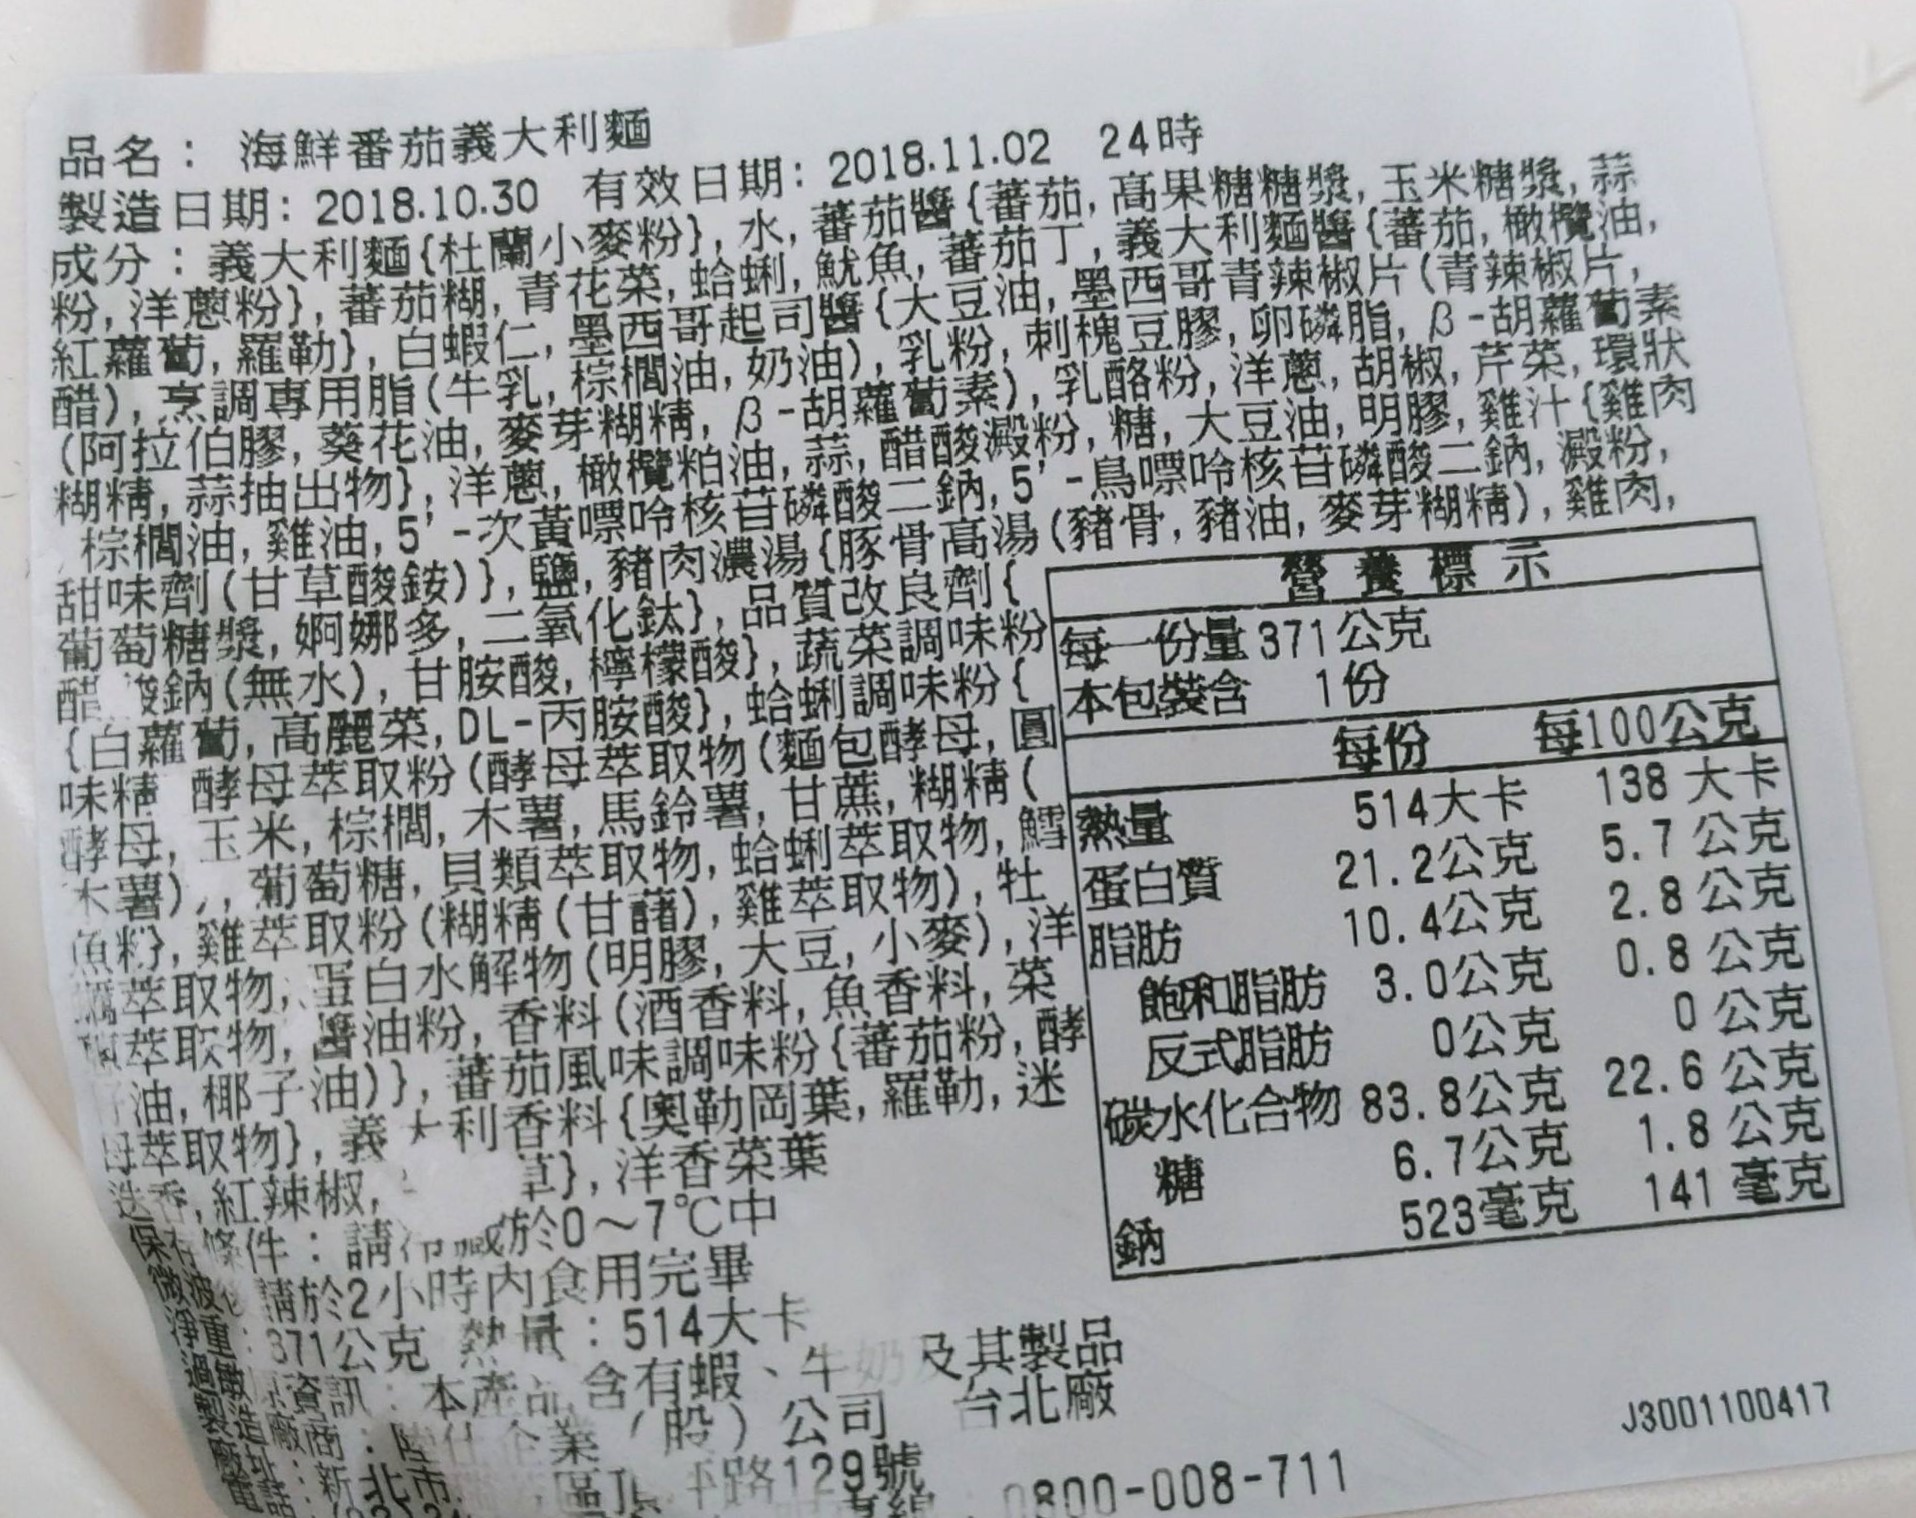 品名: 海鮮番茄義大利麵
製造日期:2018.10.30 有效日期:2018.11.02 24時
成分:義大利麵{杜蘭小麥粉},水,蕃茄醬{蕃茄,高果糖糖漿,玉米糖漿,蒜
粉,洋蔥粉},蕃茄糊,青花菜,蛤蜊,魷魚,蕃茄丁,義大利麵醬{蕃茄,橄欖油,
紅蘿蔔,羅勒},白蝦仁,墨西哥起司醬{大豆油,墨西哥青辣椒片(青辣椒片,
醋),烹調專用脂(牛乳,棕櫚油,奶油),乳粉,刺槐豆膠,卵磷脂,β-胡蘿蔔素
(阿拉伯膠,葵花油,麥芽糊精,β-胡蘿蔔素),乳酪粉,洋蔥,胡椒,芹菜,環狀
糊精,蒜抽出物},洋蔥,橄欖粕油,蒜,醋酸澱粉,糖,大豆油,明膠,雞汁{雞肉
,棕櫚油,雞油,5'-次黃嘌呤核苷磷酸二鈉,5'-鳥嘌呤核苷磷酸二鈉,澱粉,
甜味劑(甘草酸銨)},鹽,豬肉濃湯{豚骨高湯(豬骨,豬油,麥芽糊精),雞肉,
葡萄糖漿,婀娜多,二氧化鈦},品質改良劑{
醋 酸鈉(無水),甘胺酸,檸檬酸},蔬菜調味粉
{白蘿蔔,高麗菜,DL-丙胺酸},蛤蜊調味粉{
味精 酵母萃取粉(酵母萃取物(麵包酵母,圓
酵母,玉米,棕櫚,木薯,馬鈴薯,甘蔗,糊精(
木薯),葡萄糖,貝類萃取物,蛤蜊萃取物,鱈
魚粉,雞萃取粉(糊精(甘藷),雞萃取物),牡
蠣萃取物,蛋白水解物(明膠,大豆,小麥),洋
萃取物,醬油粉,香料(酒香料,魚香料,菜
仔油,椰子油)},蕃茄風味調味粉{蕃茄粉,酵
母萃取物},義大利香料{奧勒岡葉,羅勒,迷
迭香,紅辣椒, 草},洋香菜葉
保存條件:請冷藏於0~7℃中
微波後請於2小時內食用完畢
淨重:371公克 熱量:514大卡
過敏原資訊:本產品含有蝦、牛奶及其製品
製造廠商: 企業(股)公司 台北廠
廠址:新北市 區頂 平路129號
電話: 專線:0800-008-711
營養標示
每一份量371公克
本包裝含 1份
每份 每100公克
熱量 514大卡 138大卡
蛋白質 21.2公克 5.7公克
脂肪 10.4公克 2.8公克
飽和脂肪 3.0公克 0.8公克
反式脂肪 0公克 0公克
碳水化合物 83.8公克 22.6公克
糖 6.7公克 1.8公克
鈉 523毫克 141毫克
J3001100417